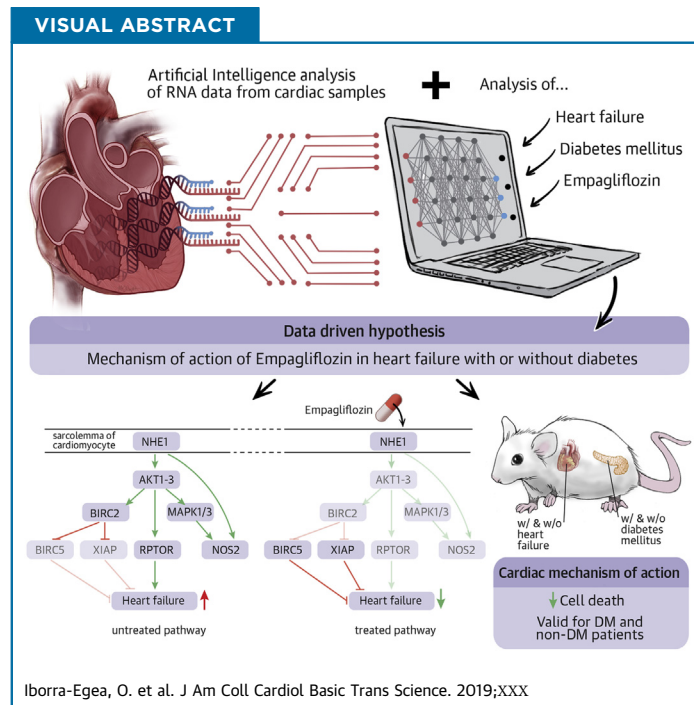 VISUAL ABSTRACT
Artificial Intelligence analysis
of RNA data from cardiac samples
+
Analysis of...
Heart failure
Diabetes mellitus
Empagliflozin
Data driven hypothesis
Mechanism of action of Empagliflozin in heart failure with or without diabetes
sarcolemma of
cardiomyocyte
NHE1
AKT1-3
BIRC2
MAPK1/3
BIRC5
XIAP
RPTOR
NOS2
Heart failure
untreated pathway
Empagliflozin
NHE1
AKT1-3
BIRC2
MAPK1/3
BIRC5
XIAP
RPTOR
NOS2
Heart failure
treated pathway
w/ & w/o
heart
failure
w/ & w/o
diabetes
mellitus
Cardiac mechanism of action
Cell death
Valid for DM and
non-DM patients
Iborra-Egea, O. et al. J Am Coll Cardiol Basic Trans Science. 2019;XXX